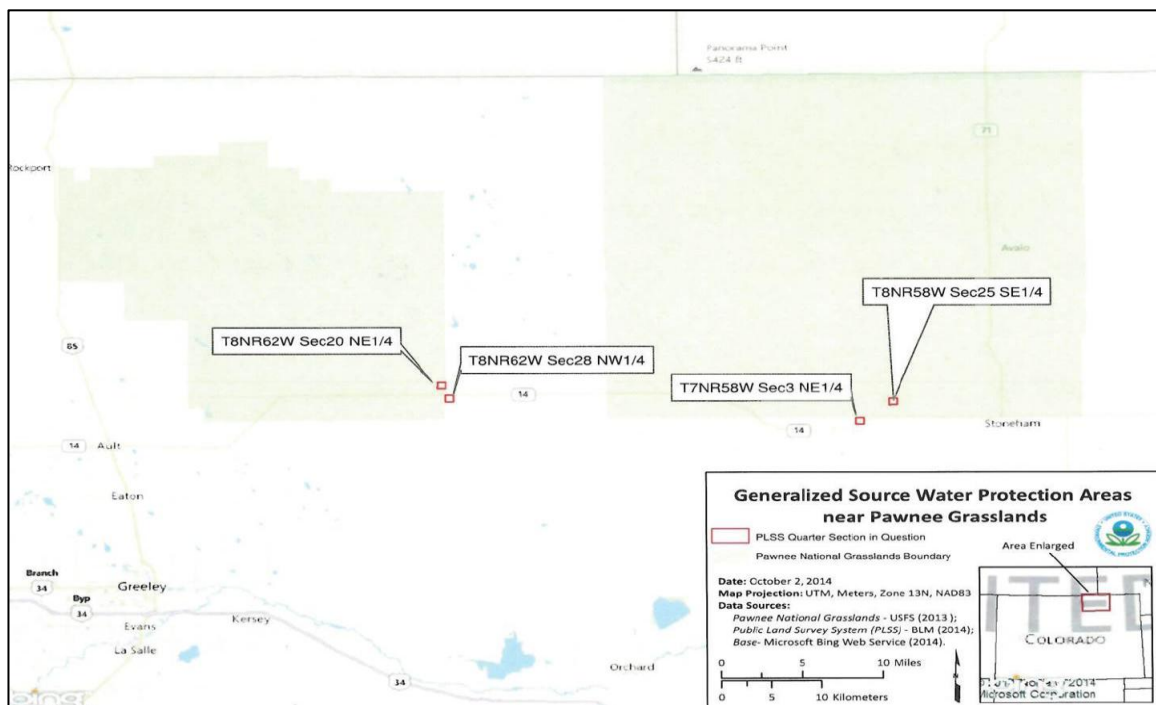 Panorama Point
5424 ft
71
Rockport
Avalo
T8NR58W Sec25 SE1/4
T8NR62W Sec20 NE1/4
85
T8NR62W Sec28 NW1/4
T7NR58W Sec3 NE1/4
14
14
Stoneham
14
Ault
Eaton
Branch
34
Greeley
Byp
34
Evans
Kersey
La Salle
34
Orchard
bing
Generalized Source Water Protection Areas
near Pawnee Grasslands
PLSS Quarter Section in Question
Pawnee National Grasslands Boundary
Area Enlarged
Date: October 2, 2014
Map Projection: UTM, Meters, Zone 13N, NAD83
Data Sources:
Pawnee National Grasslands - USFS (2013);
Public Land Survey System (PLSS) - BLM (2014);
Base- Microsoft Bing Web Service (2014).
0 5 10 Miles
0 5 10 Kilometers
N
ITED
COLORADO
2014
Microsoft Corporation